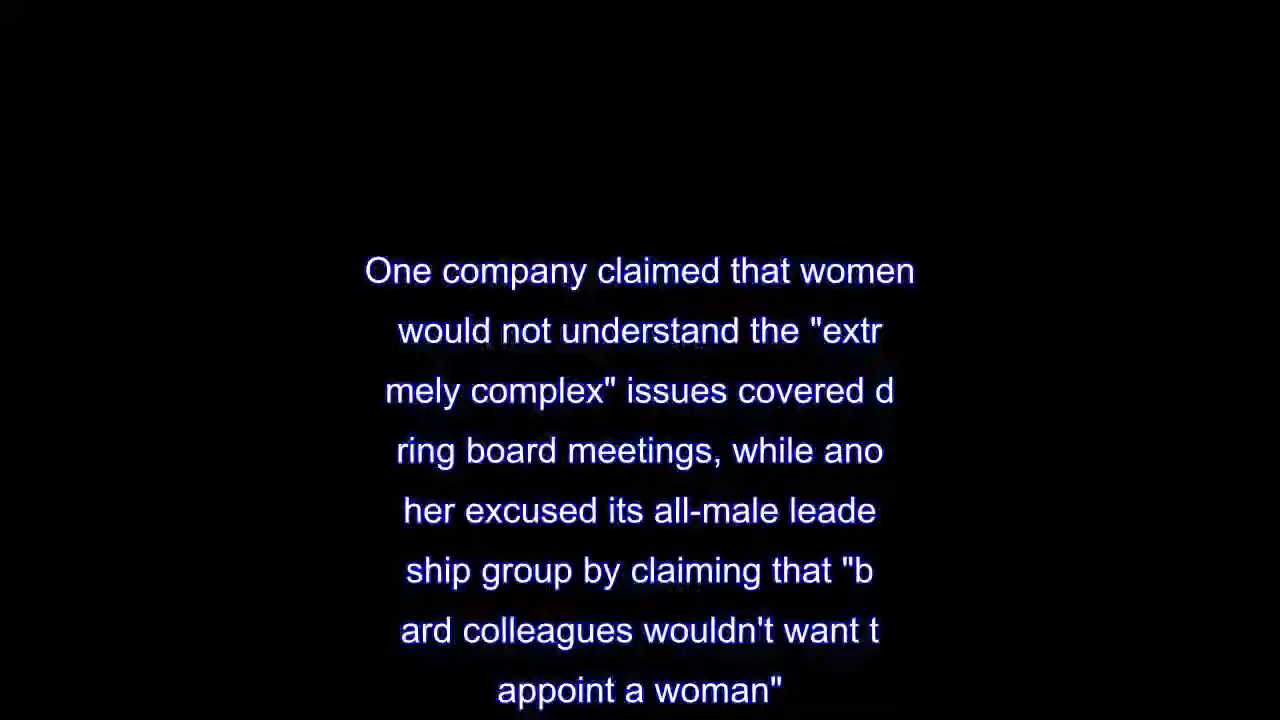 One company claimed that women
would not understand the "extr
mely complex" issues covered d
ring board meetings, while ano
her excused its all-male leade
ship group by claiming that "b
ard colleagues wouldn't want t
appoint a woman"